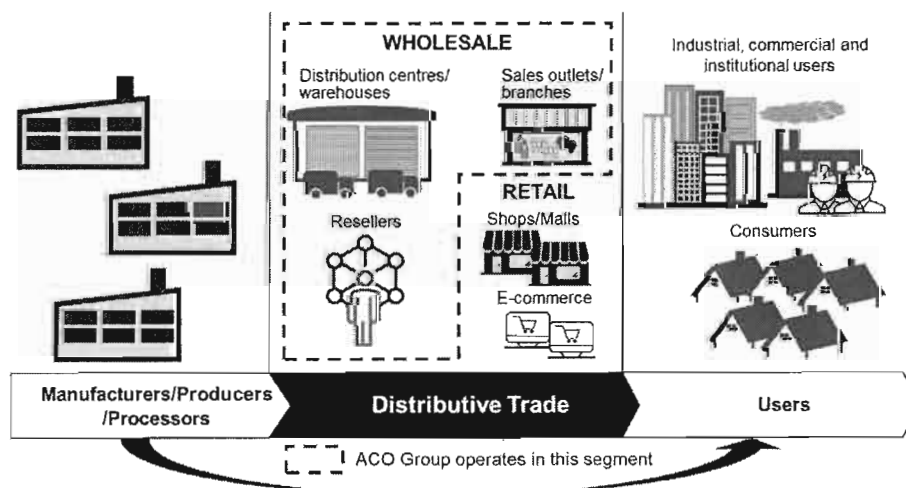 WHOLESALE
Distribution centres/
warehouses
Sales outlets/
branches
Resellers
RETAIL
Shops/Malls
E-commerce
Industrial, commercial and
institutional users
Consumers
Manufacturers/Producers
/Processors
Distributive Trade
Users
ACO Group operates in this segment